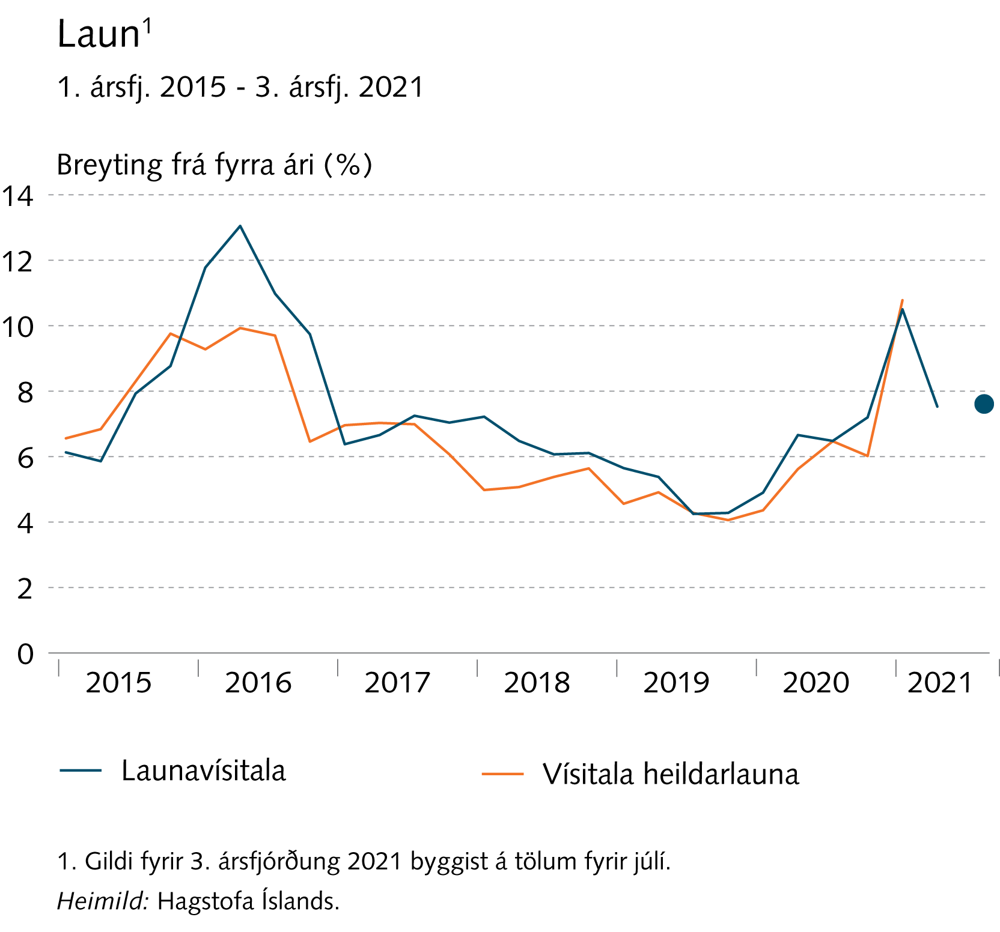 Laun¹
1. ársfj. 2015 - 3. ársfj. 2021
Breyting frá fyrra ári (%)
14
12
10
8
6
4
2
0
2015 2016 2017 2018 2019 2020 2021
Launavísitala Vísitala heildarlauna
1. Gildi fyrir 3. ársfjórðung 2021 byggist á tölum fyrir júlí.
Heimild: Hagstofa Íslands.